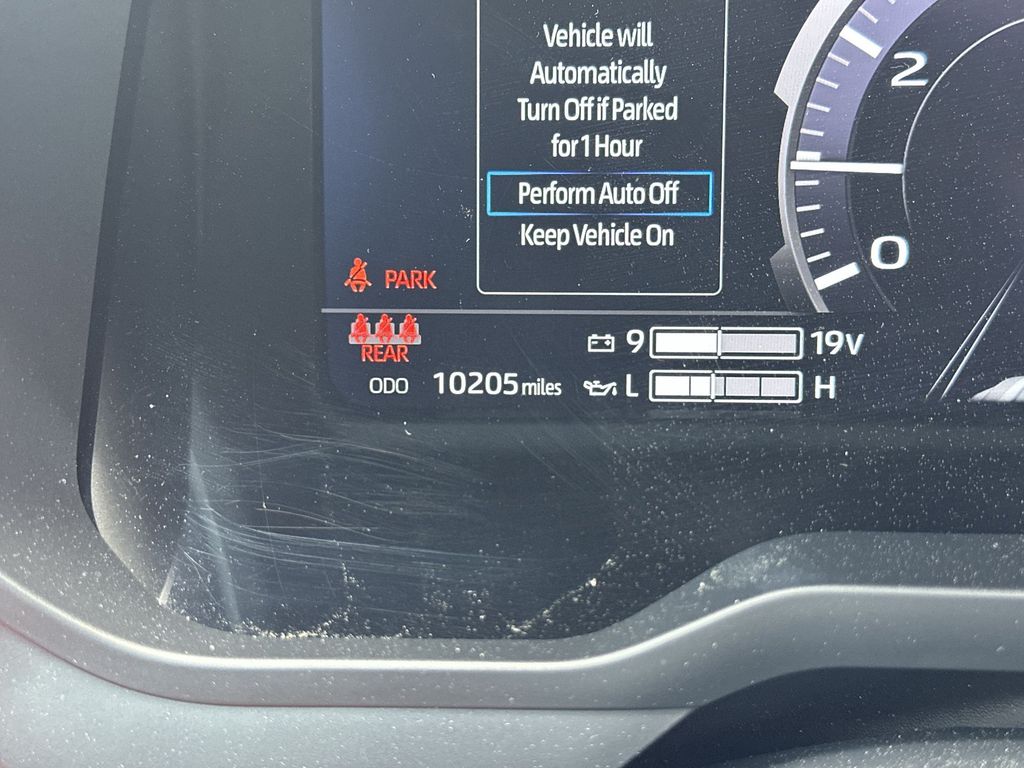 Vehicle will
Automatically
Turn Off if Parked
for 1 Hour
Perform Auto Off
Keep Vehicle On
2
0
PARK
REAR
9 19V
ODO 10205 miles L H